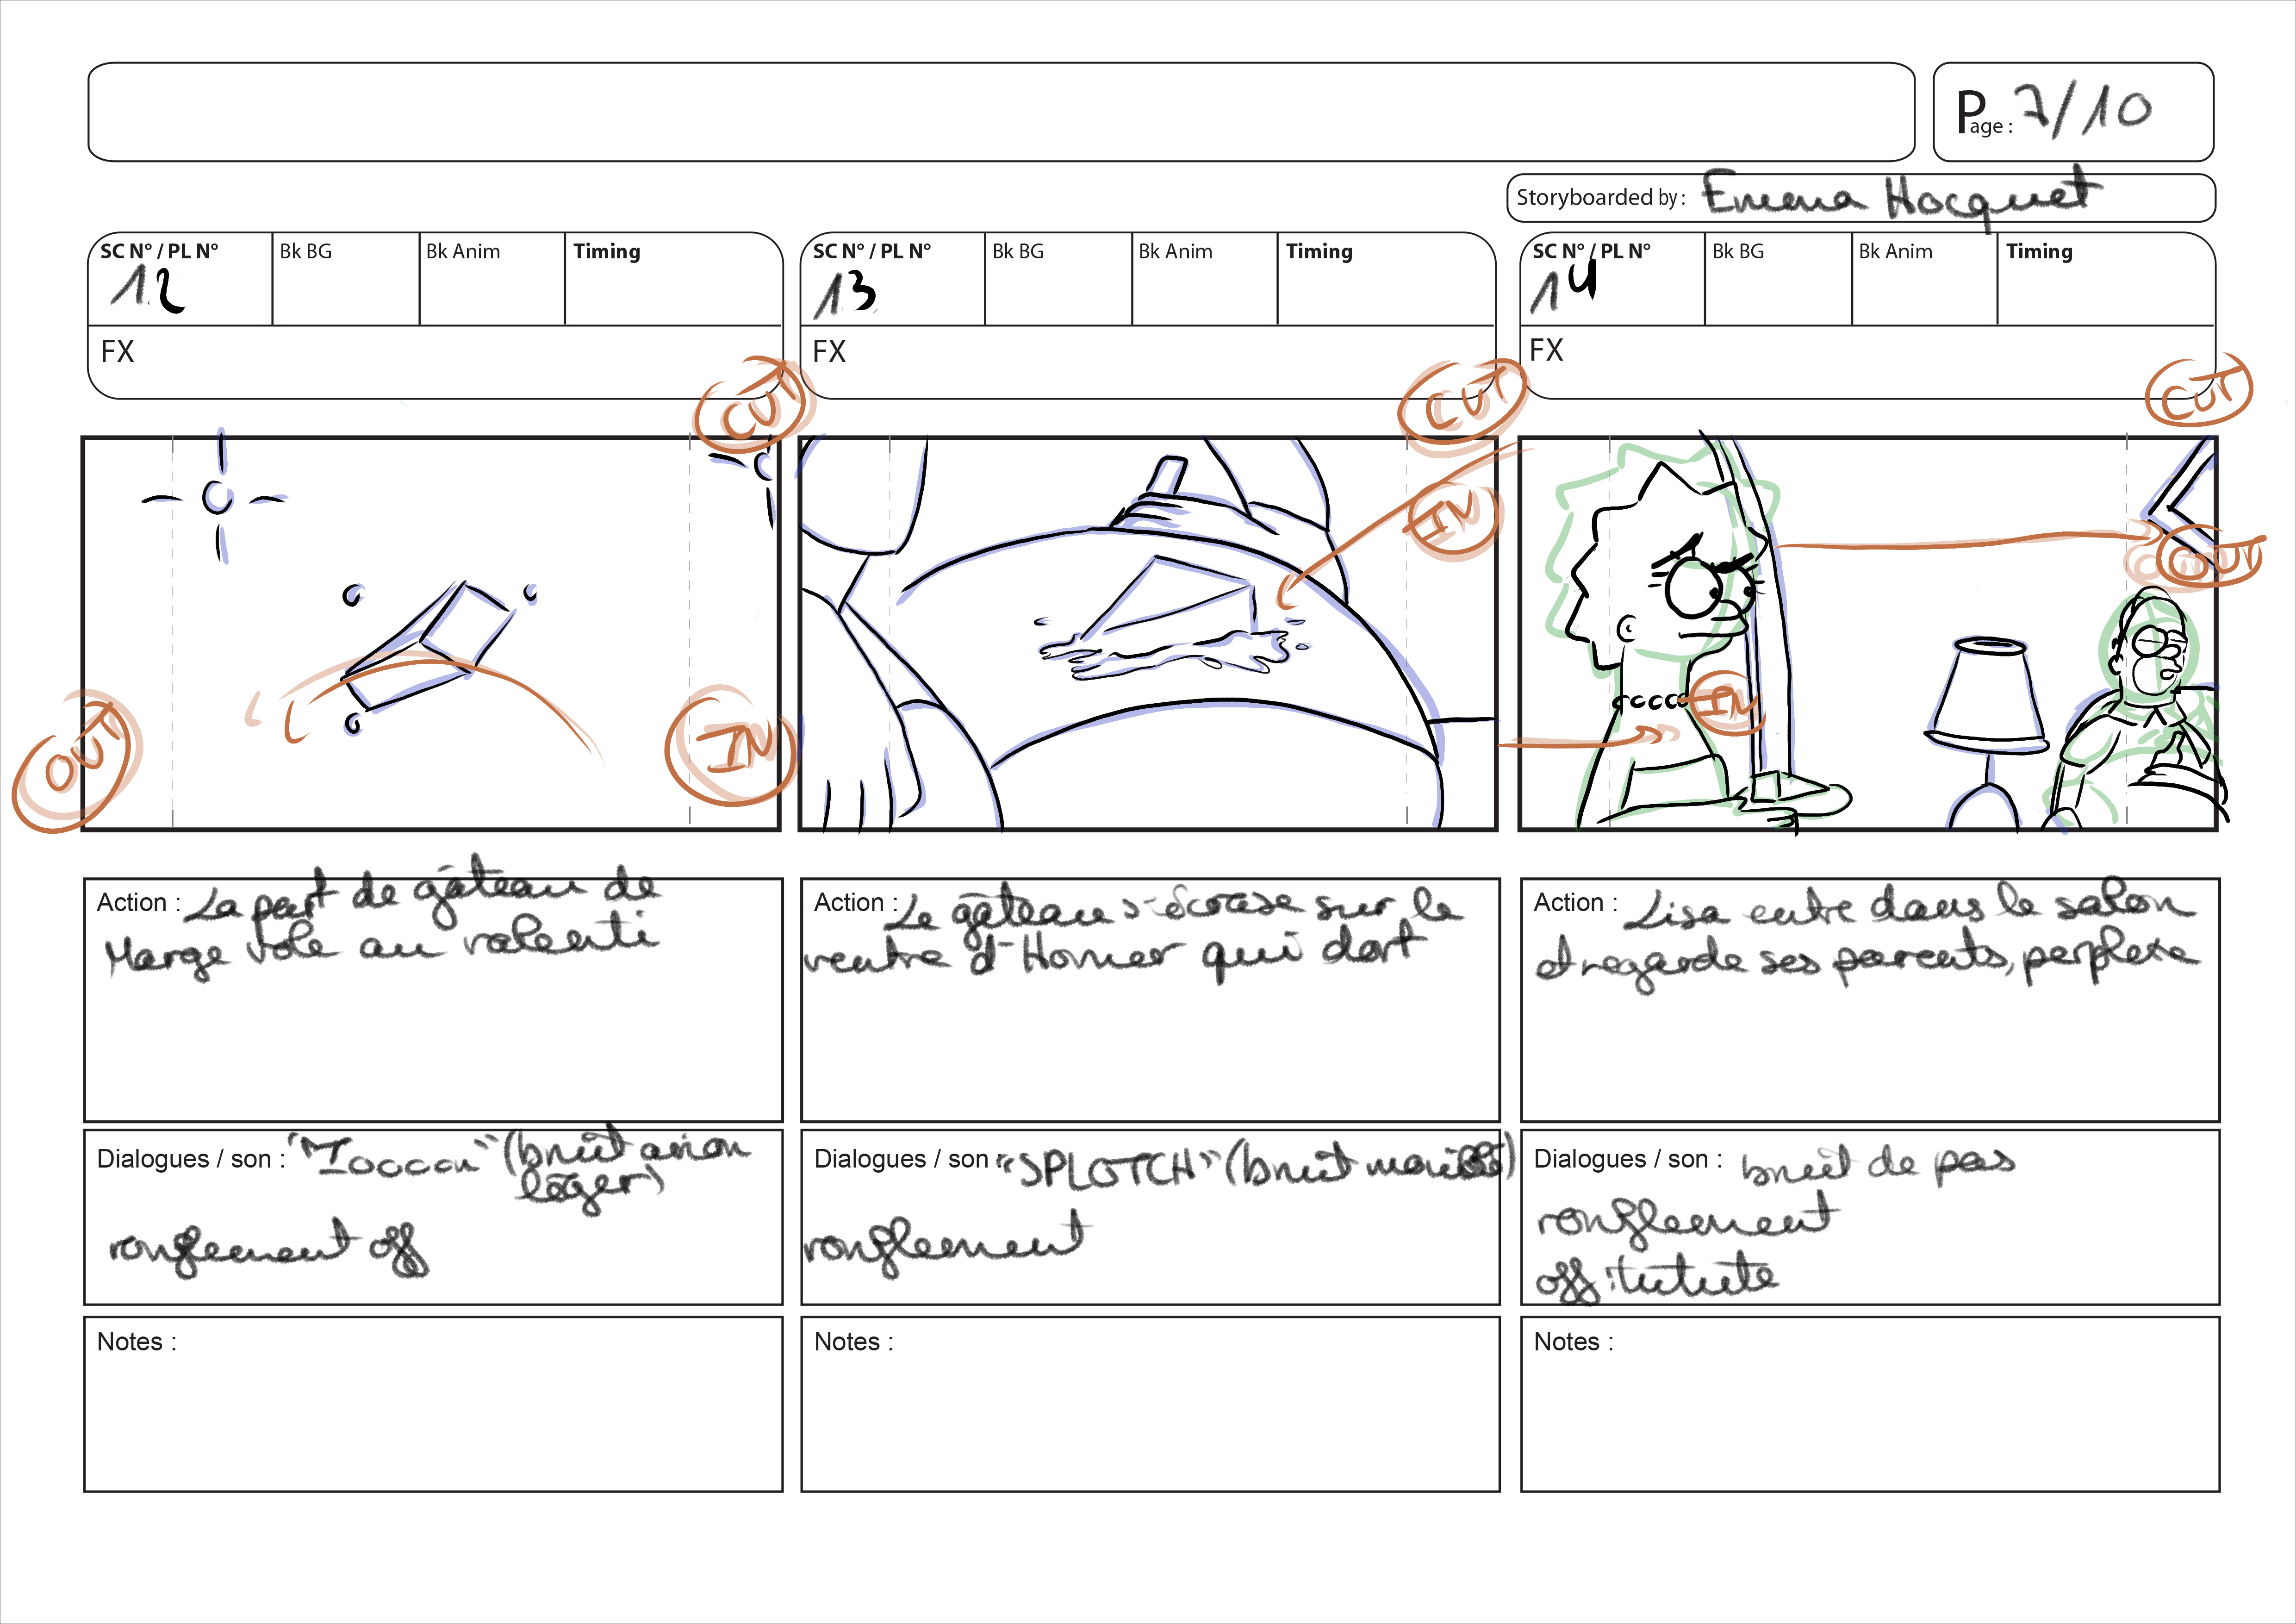 Page : 7/10
Storyboarded by : Emma Hocquet
SC N° / PL N° Bk BG Bk Anim Timing
12
FX
SC N° / PL N° Bk BG Bk Anim Timing
13
FX
SC N° / PL N° Bk BG Bk Anim Timing
14
FX
CUT
OUT
IN
CUT
IN
CUT
OUT
IN
Action : La part de gâteau de
Marge vole au ralenti
Action : Le gâteau s'écrase sur le
ventre d'Homer qui dort
Action : Lisa entre dans le salon
et regarde ses parents, perplexe
Dialogues / son : (bruit avion
léger)
ronflement off
Dialogues / son : "SPLOTCH" (bruit mouillé)
ronflement
Dialogues / son : bruit de pas
ronflement
off : tutute
Notes :
Notes :
Notes :